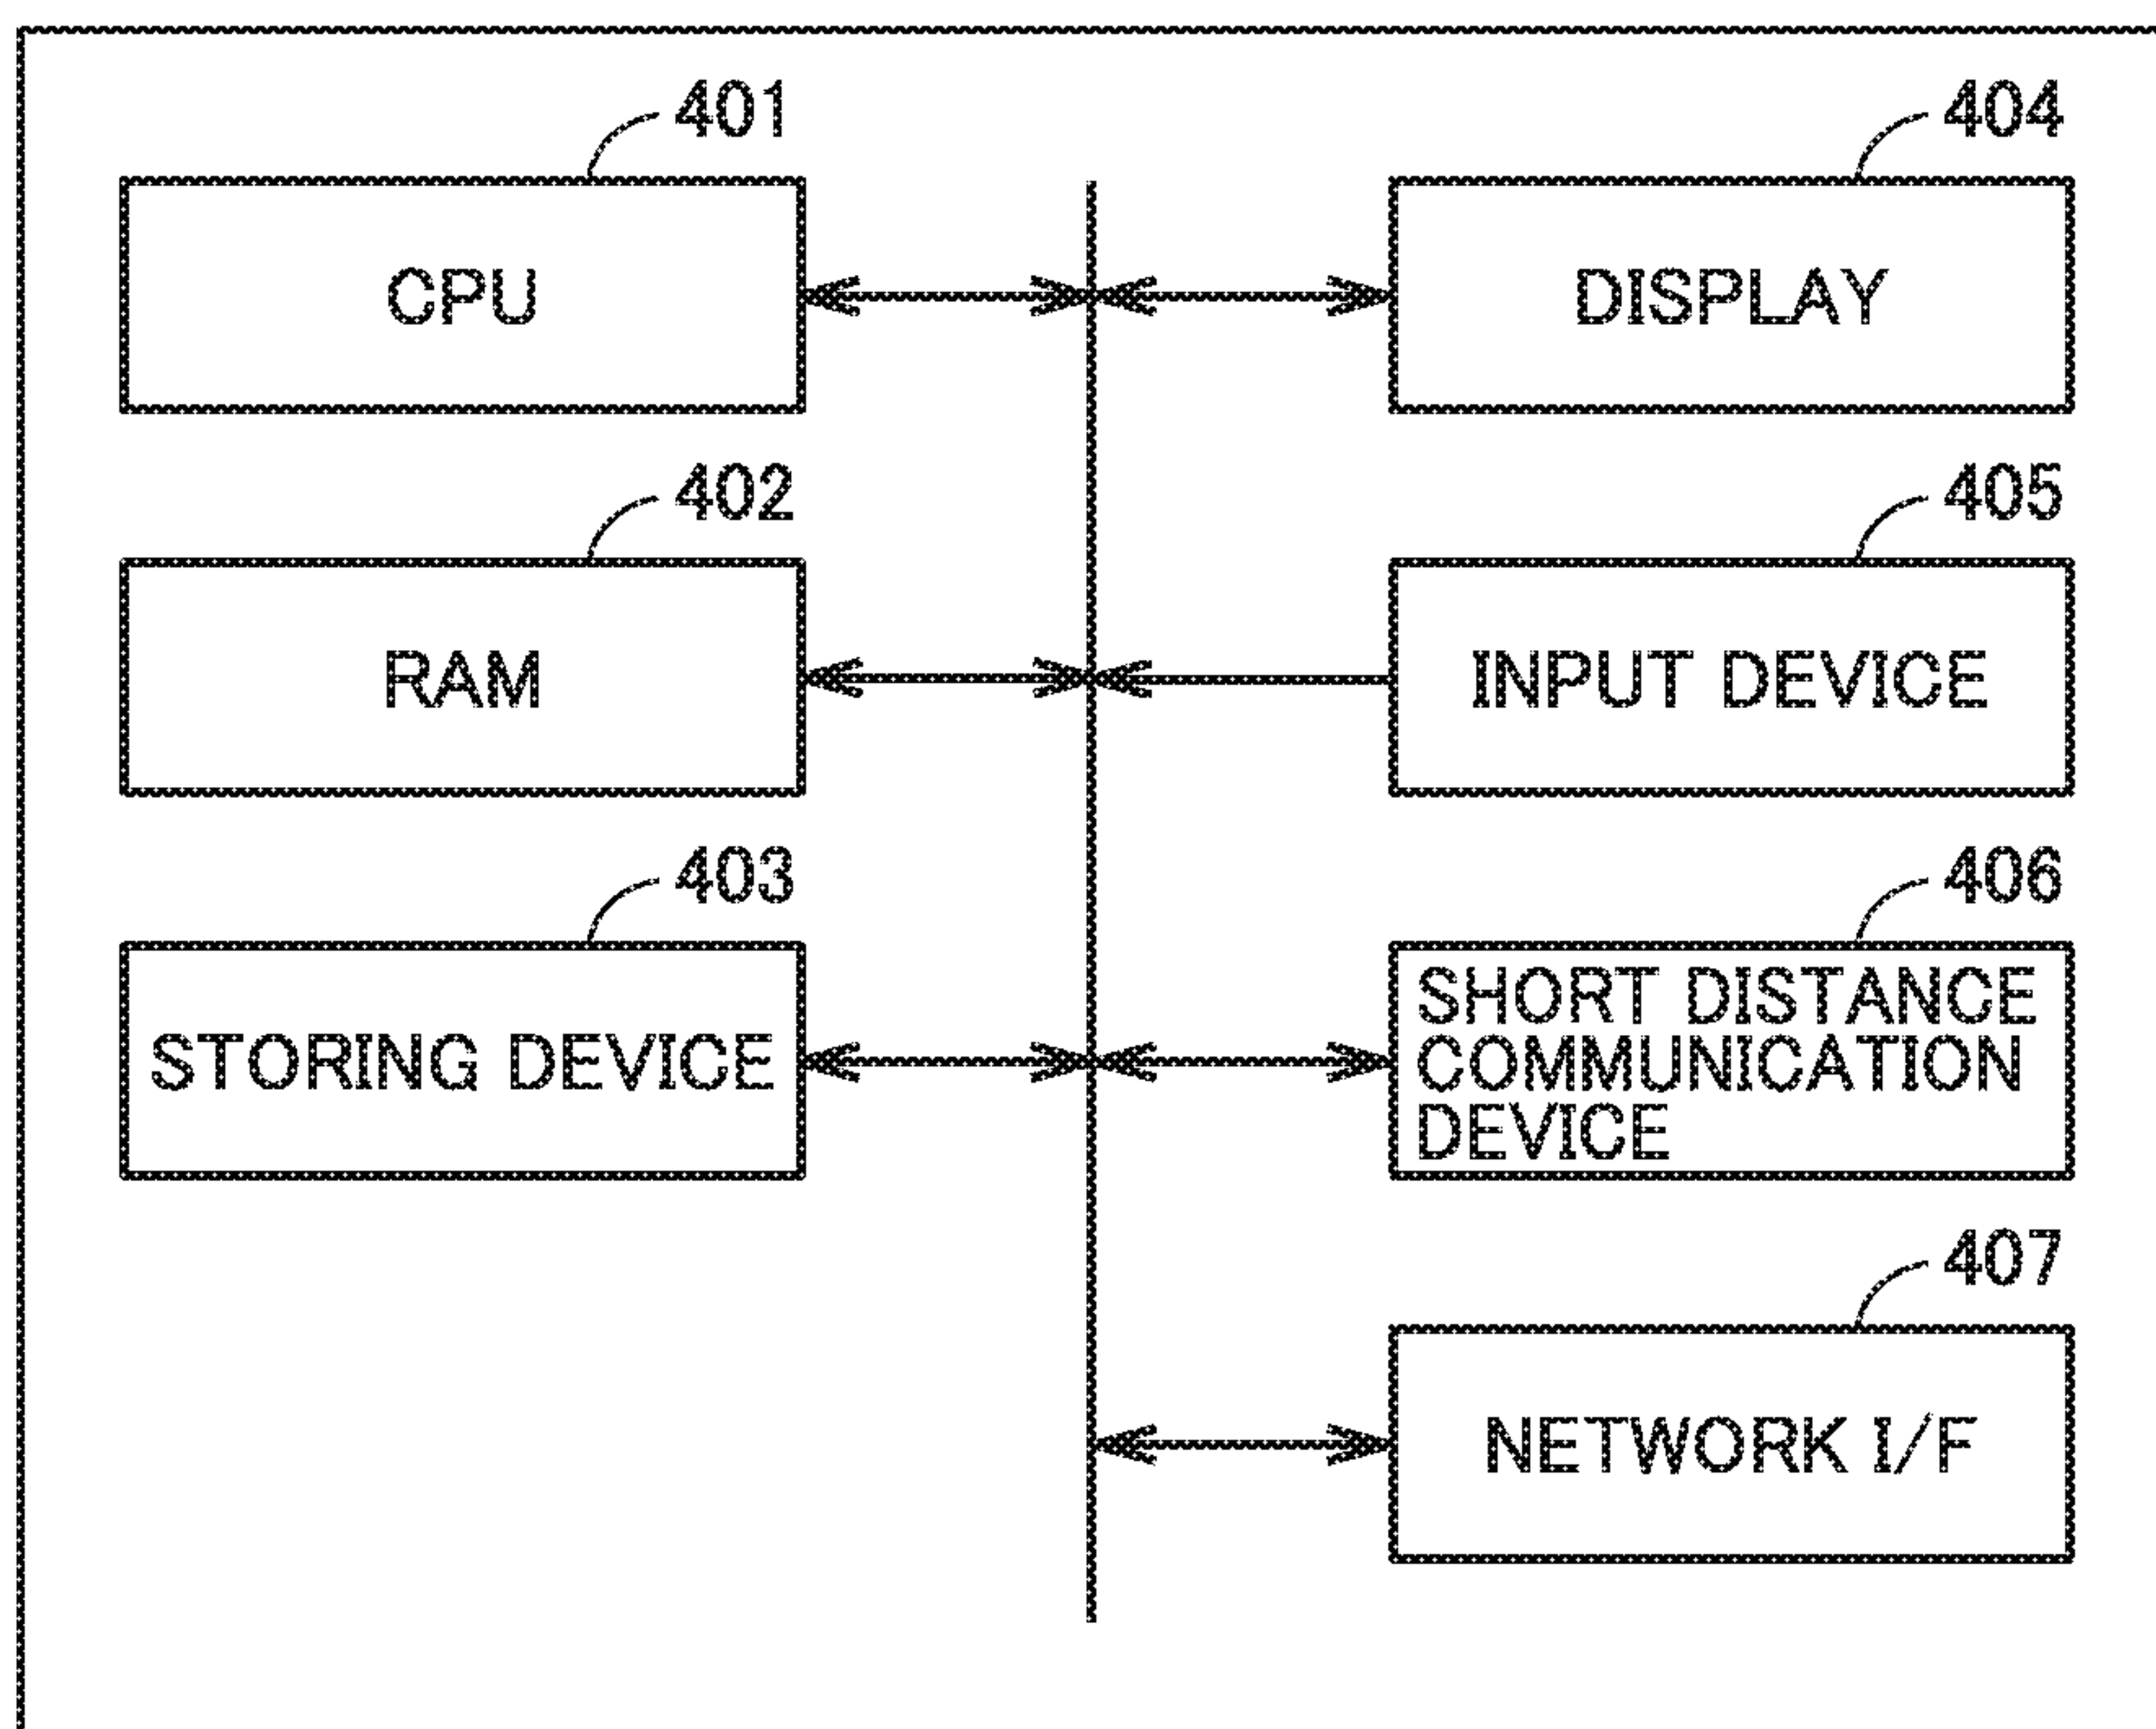 401
CPU
402
RAM
403
STORING DEVICE
404
DISPLAY
405
INPUT DEVICE
406
SHORT DISTANCE
COMMUNICATION
DEVICE
407
NETWORK I/F